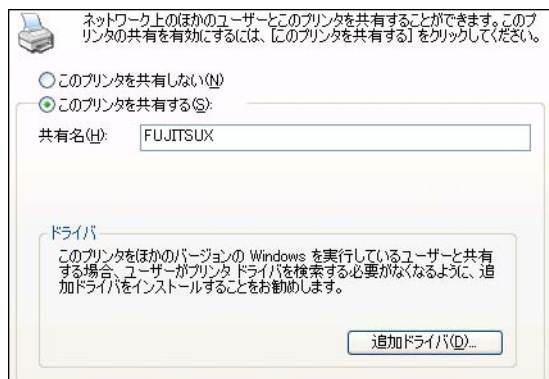 ネットワーク上のほかのユーザーとこのプリンタを共有することができます。このプ
リンタの共有を有効にするには、[このプリンタを共有する] をクリックしてください。
このプリンタを共有しない(N)
このプリンタを共有する(S):
共有名(H): FUJITSUX
ドライバ
このプリンタをほかのバージョンの Windows を実行しているユーザーと共有
する場合、ユーザーがプリンタ ドライバを検索する必要がなくなるように、追
加ドライバをインストールすることをお勧めします。
追加ドライバ(D)...